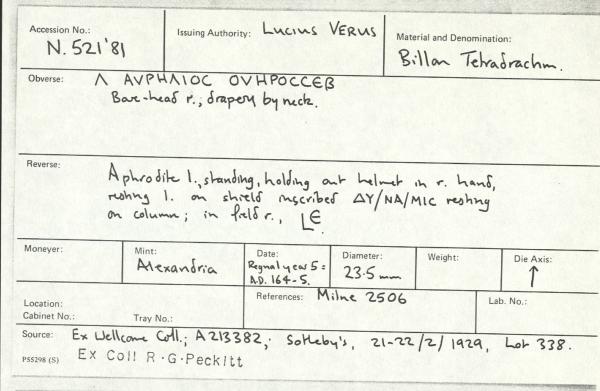 Accession No.:
N. 521'81
Issuing Authority: Lucius Verus
Material and Denomination:
Billon Tetradrachm.
Obverse: Λ ΑVΡΗΛΙΟC ΟVΗΡΟCCΕΒ
Bare-head r.; drapery by neck.
Reverse:
Aphrodite l., standing, holding out helmet in r. hand,
resting l. on shield inscribed ΔΥ/ΝΑ/ΜΙC resting
on column; in field r., LЄ.
Moneyer:
Mint:
Alexandria
Date:
Regnal year 5 =
A.D. 164-5.
Diameter:
23.5 mm
Weight:
Die Axis:
↑
Location:
Cabinet No.:
Tray No.:
References: Milne 2506
Lab. No.:
Source: Ex Wellcome Coll.; A213382; Sotheby's, 21-22/2/1929, Lot 338.
P55298 (S) Ex Coll R.G.Peckitt